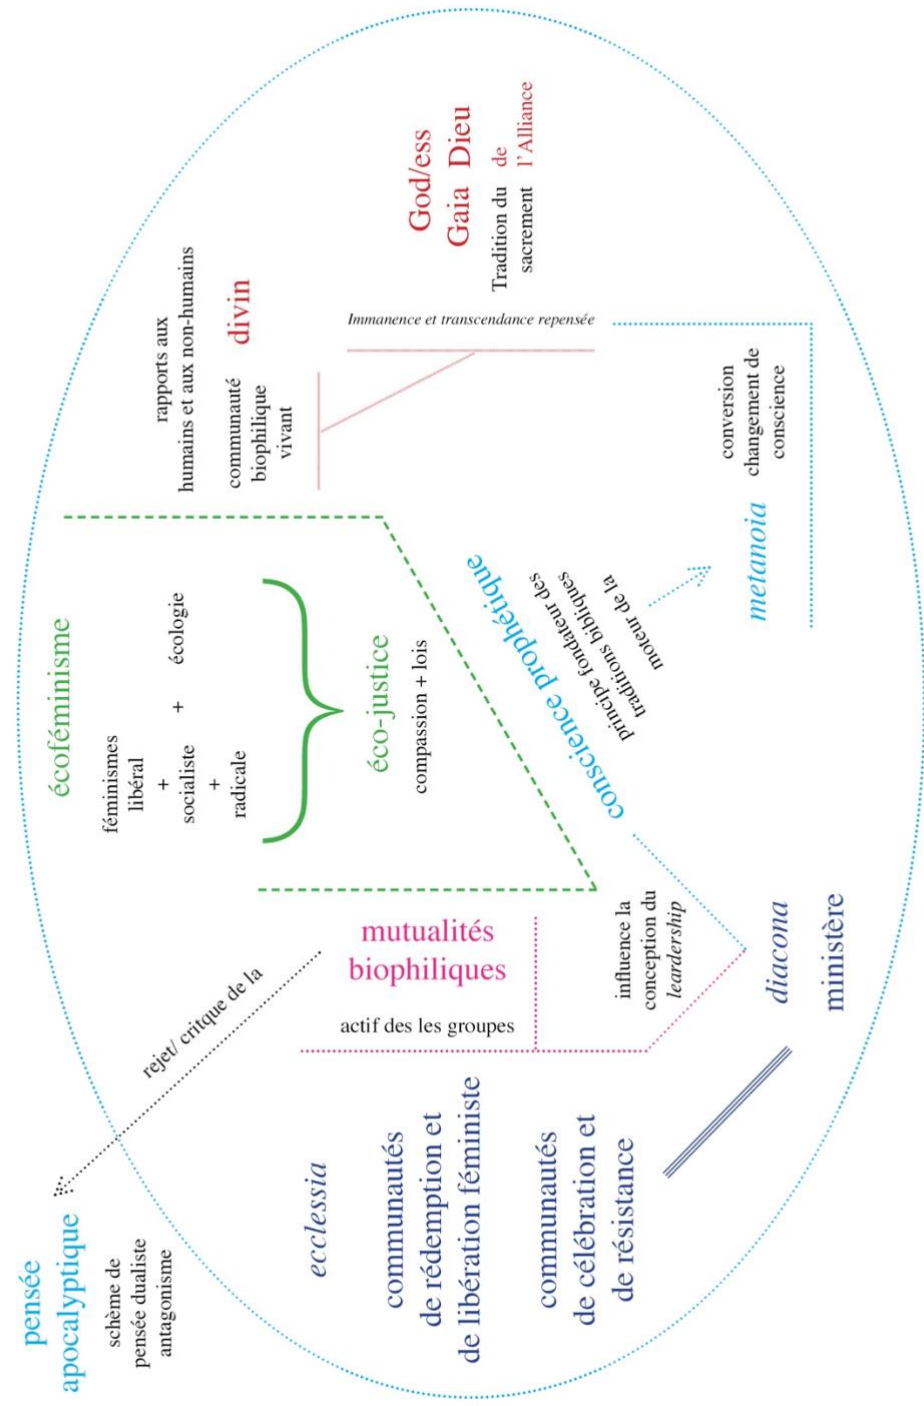 pensée
apocalyptique
schème de
pensée dualiste
antagonisme
rejet/ critque de la
écoféminisme
féminismes
libéral
+
socialiste + écologie
+
radicale
éco-justice
compassion + lois
rapports aux
humains et aux non-humains
communauté
biophilique
vivant
divin
Immanence et transcendance repensée
God/ess
Gaia Dieu
Tradition du de
sacrement l'Alliance
mutualités
biophiliques
actif des les groupes
ecclessia
communautés
de rédemption et
de libération féministe
communautés
de célébration et
de résistance
influence la
conception du
leardership
diacona
ministère
conscience prophétique
principe fondateur des
traditions bibliques
moteur de la
metanoia
conversion
changement de
conscience